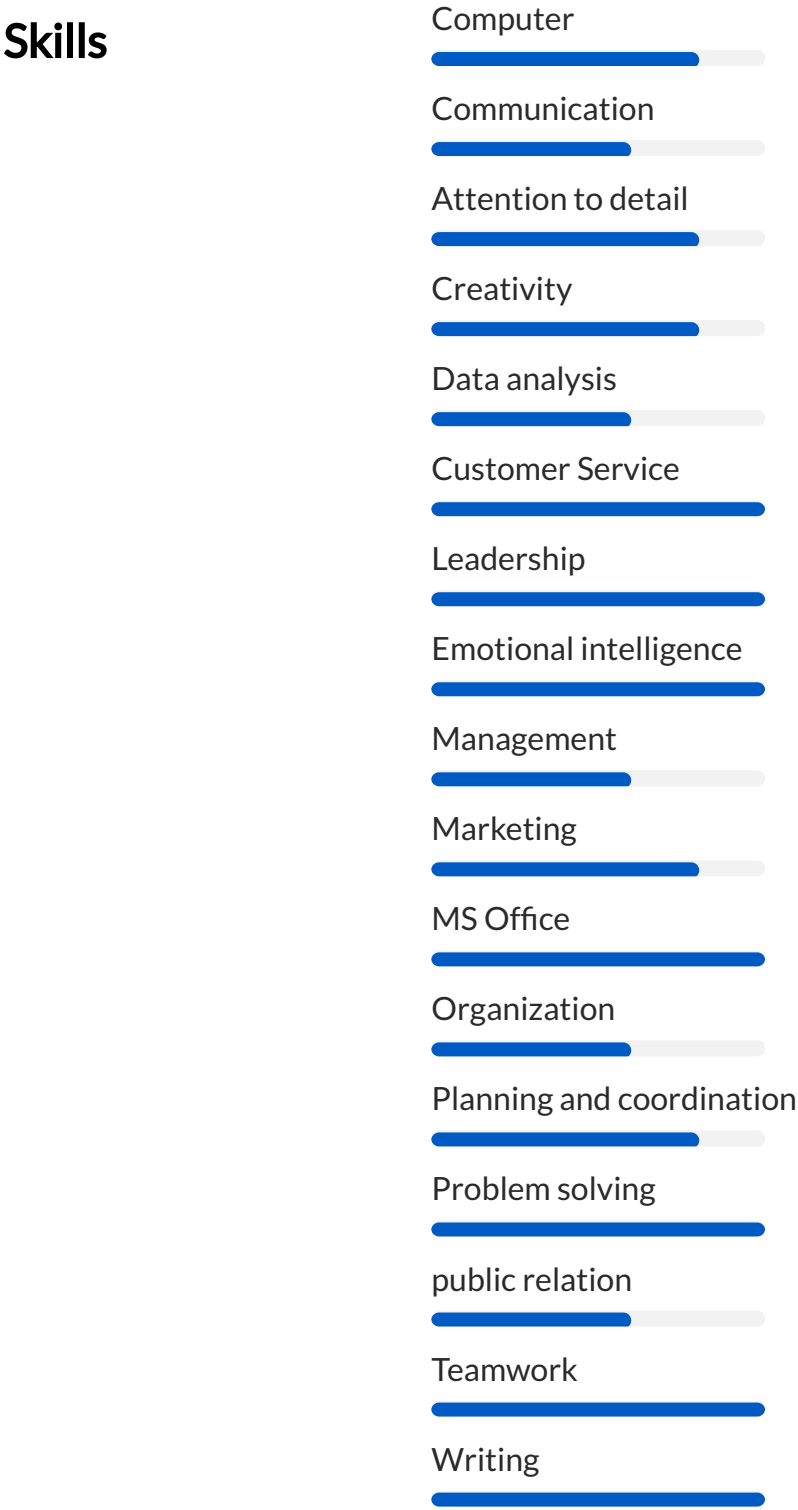 Skills
Computer
Communication
Attention to detail
Creativity
Data analysis
Customer Service
Leadership
Emotional intelligence
Management
Marketing
MS Office
Organization
Planning and coordination
Problem solving
public relation
Teamwork
Writing